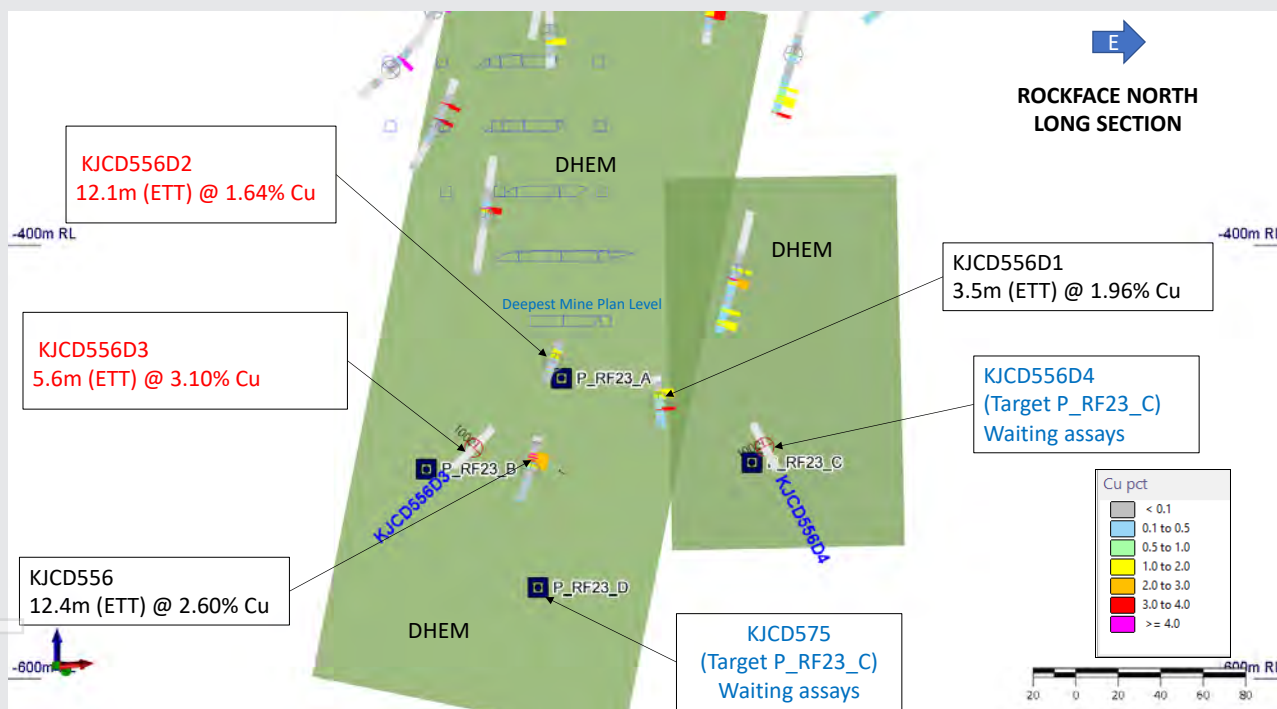 E
ROCKFACE NORTH
LONG SECTION
DHEM
KJCD556D2
12.1m (ETT) @ 1.64% Cu
-400m RL
-400m RL
DHEM
KJCD556D1
3.5m (ETT) @ 1.96% Cu
Deepest Mine Plan Level
KJCD556D3
5.6m (ETT) @ 3.10% Cu
P_RF23_A
KJCD556D4
(Target P_RF23_C)
Waiting assays
P_RF23_B
P_RF23_C
KJCD556D3
KJCD556D4
Cu pct
< 0.1
0.1 to 0.5
0.5 to 1.0
1.0 to 2.0
2.0 to 3.0
3.0 to 4.0
>= 4.0
KJCD556
12.4m (ETT) @ 2.60% Cu
P_RF23_D
DHEM
KJCD575
(Target P_RF23_C)
Waiting assays
-600m
600m RL
20 0 20 40 60 80